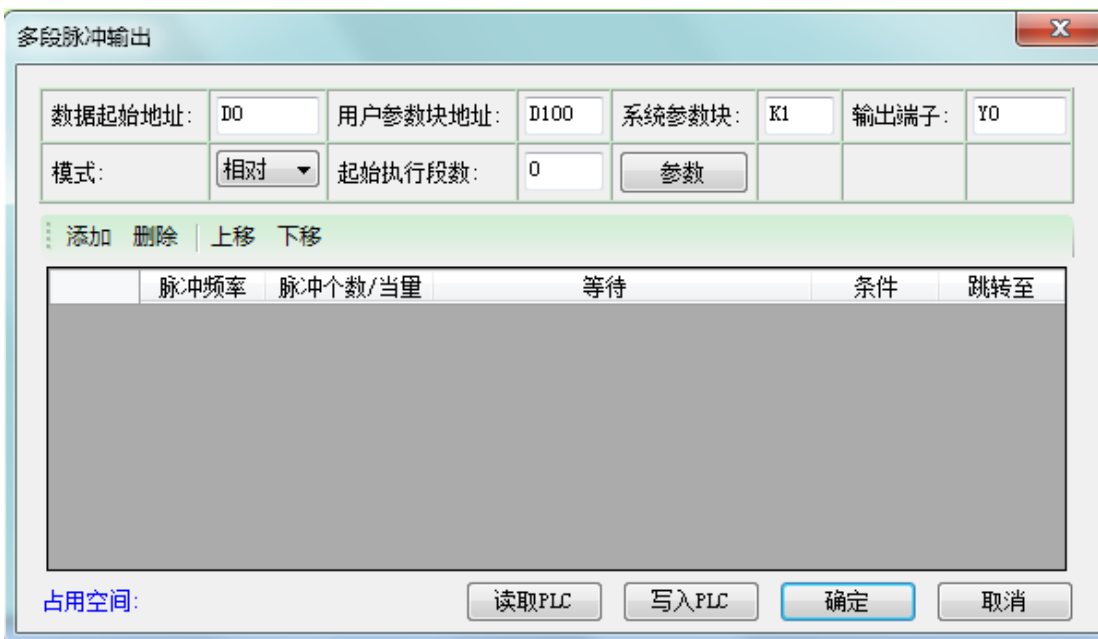 多段脉冲输出
数据起始地址: D0 用户参数块地址: D100 系统参数块: K1 输出端子: Y0
模式: 相对 起始执行段数: 0 参数
添加 删除 上移 下移
脉冲频率 脉冲个数/当量 等待 条件 跳转至
占用空间: 读取PLC 写入PLC 确定 取消